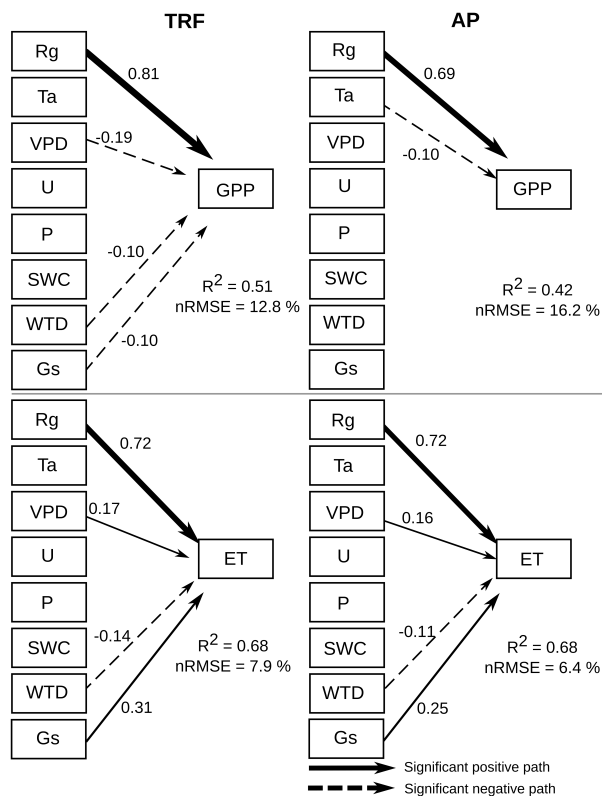 TRF
AP
Rg
Ta
VPD
U
P
SWC
WTD
Gs
0.81
-0.19
-0.10
-0.10
GPP
R2 = 0.51
nRMSE = 12.8 %
Rg
Ta
VPD
U
P
SWC
WTD
Gs
0.69
-0.10
GPP
R2 = 0.42
nRMSE = 16.2 %
Rg
Ta
VPD
U
P
SWC
WTD
Gs
0.72
0.17
-0.14
0.31
ET
R2 = 0.68
nRMSE = 7.9 %
Rg
Ta
VPD
U
P
SWC
WTD
Gs
0.72
0.16
-0.11
0.25
ET
R2 = 0.68
nRMSE = 6.4 %
Significant positive path
Significant negative path